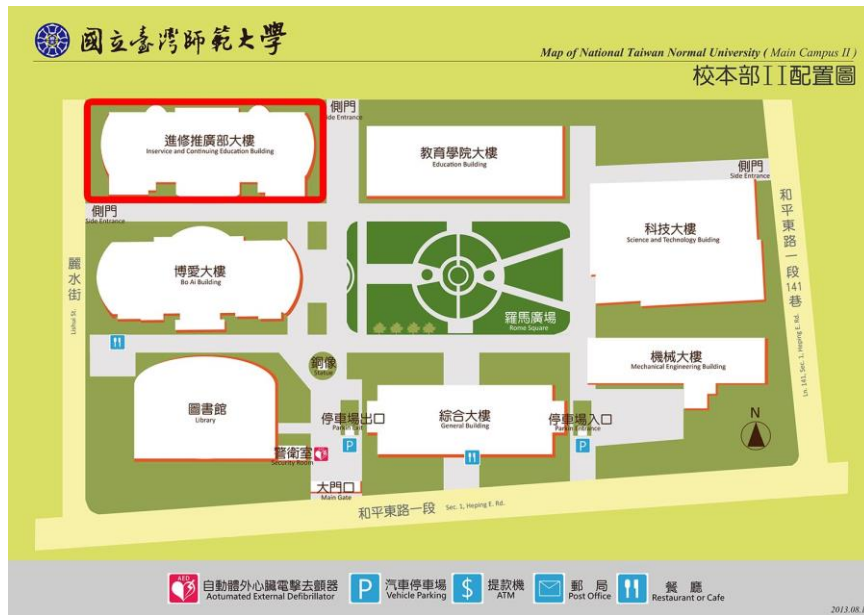 國立臺灣師範大學
Map of National Taiwan Normal University ( Main Campus II )
校本部II配置圖
側門
Side Entrance
進修推廣部大樓
Inservice and Continuing Education Building
教育學院大樓
Education Building
側門
Side Entrance
側門
Side Entrance
科技大樓
Science and Technology Buiding
和平東路一段141巷
Ln. 141, Sec. 1, Heping E. Rd.
麗水街
Lishui St.
博愛大樓
Bo Ai Building
羅馬廣場
Rome Square
銅像
Statue
機械大樓
Mechanical Engineering Building
圖書館
Library
停車場出口
P
綜合大樓
General Building
停車場入口
P
N
警衛室
Security Room
大門口
Main Gate
和平東路一段 Sec. 1, Heping E. Rd.
AED
自動體外心臟電擊去顫器
Aotumated External Defibrillator
P
汽車停車場
Vehicle Parking
$
提款機
ATM
郵局
Post Office
餐廳
Restaurant or Cafe